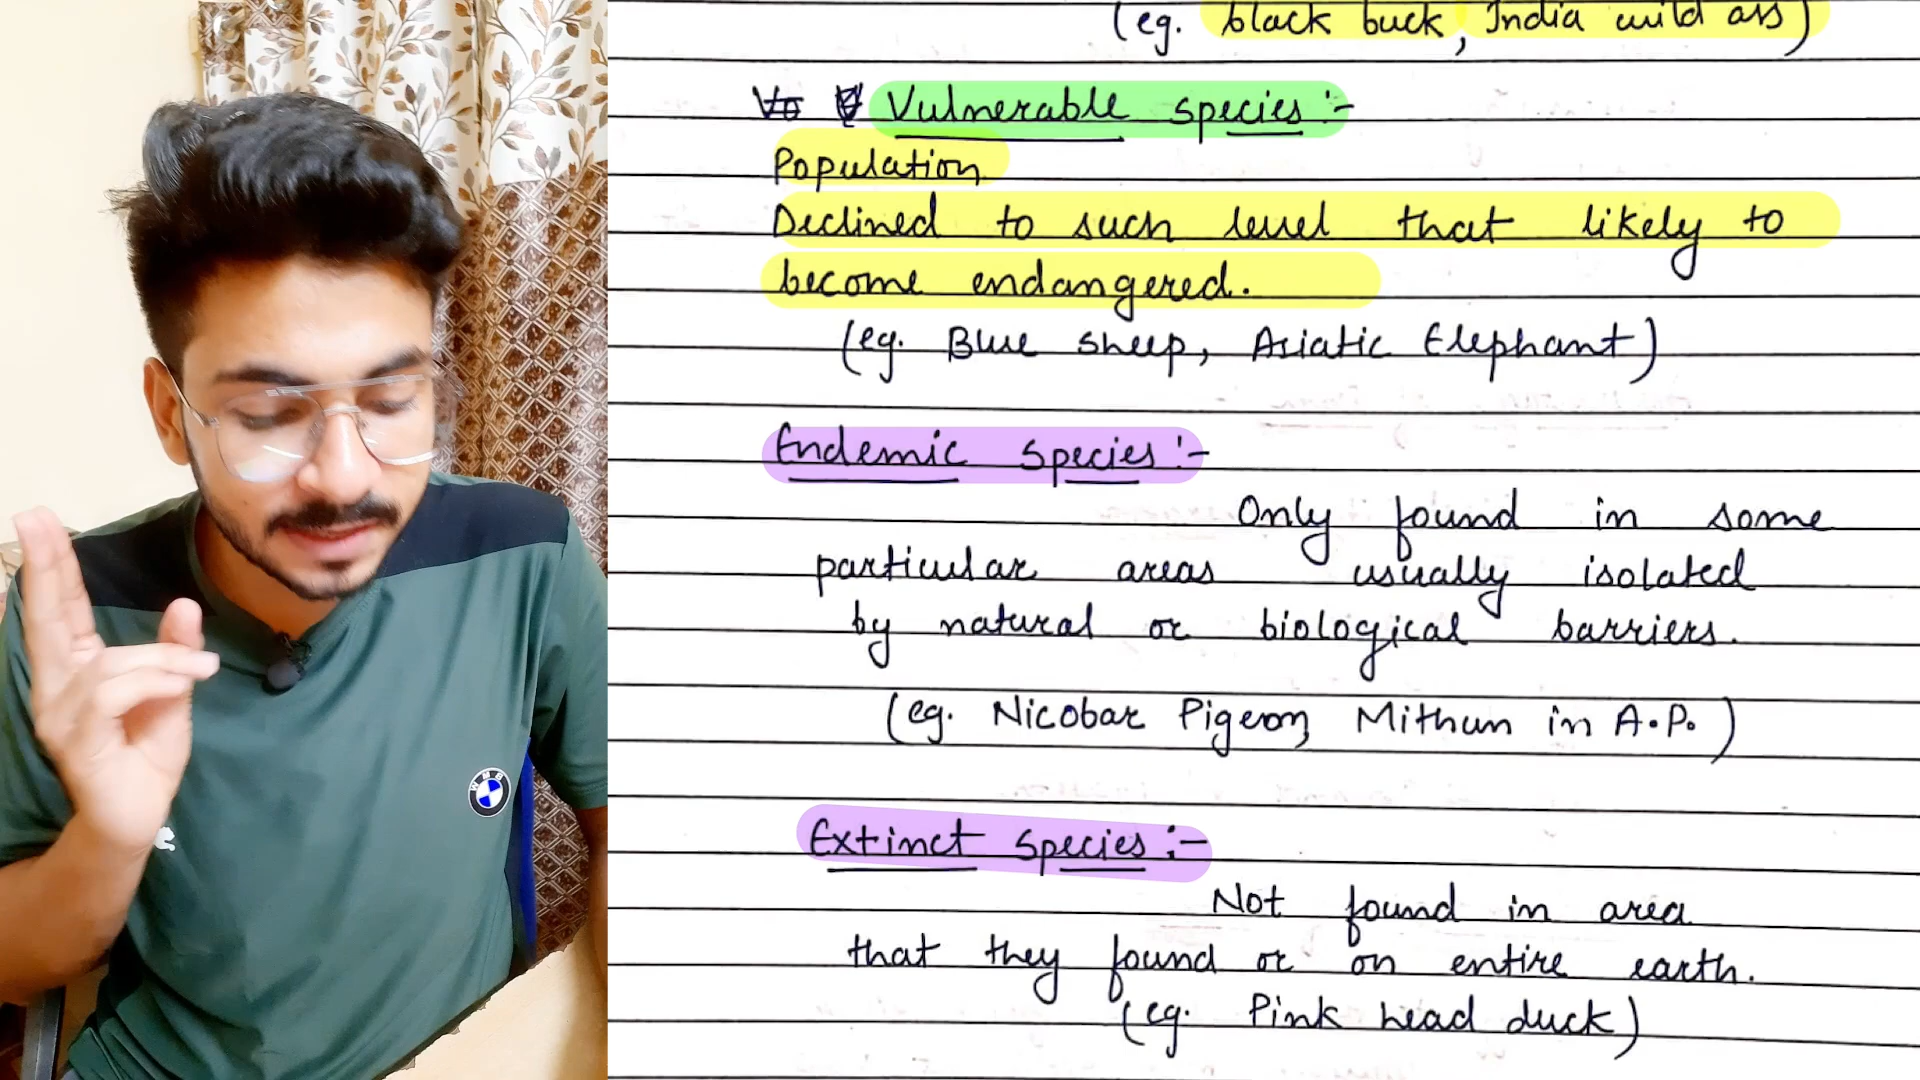 (eg. black buck, India wild ass)
Vulnerable species :-
Population
Declined to such level that likely to
become endangered.
(eg. Blue sheep, Asiatic Elephant)
Endemic Species :-
Only found in some
particular areas usually isolated
by natural or biological barriers.
(eg. Nicobar Pigeon, Mithun in A.P.)
Extinct Species :-
Not found in area
that they found or on entire earth.
(eg. Pink head duck)